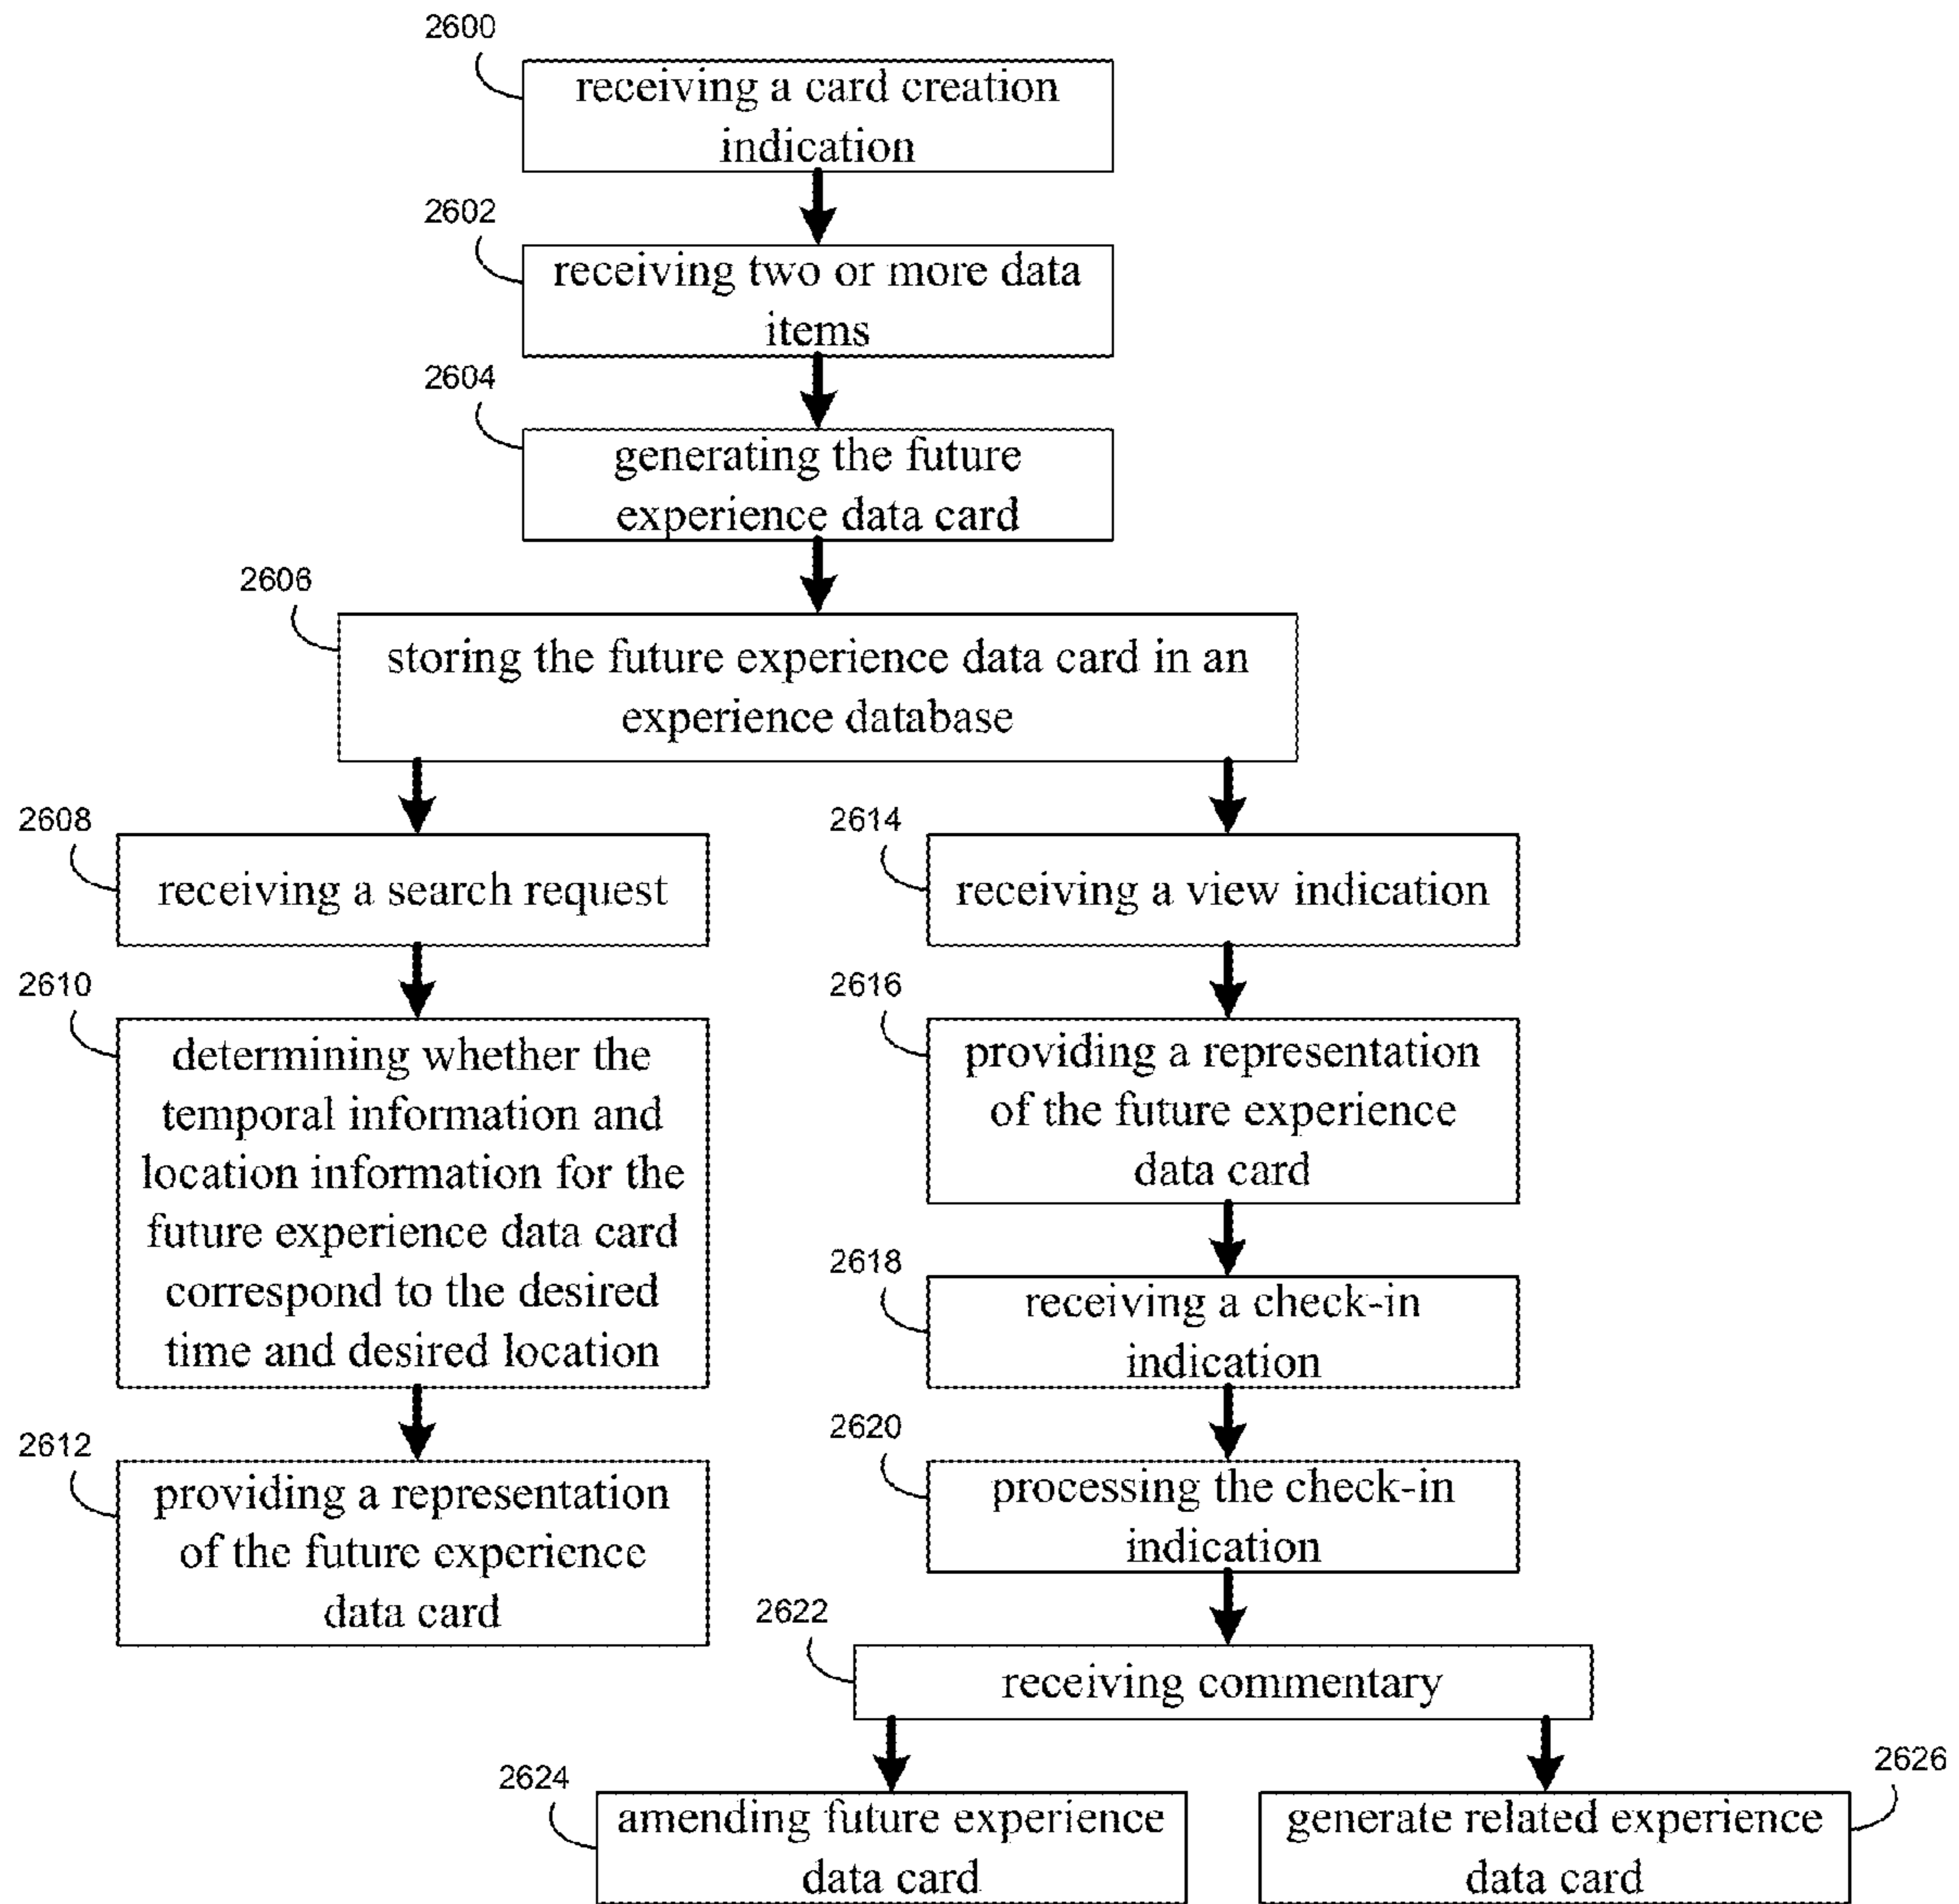 2600
receiving a card creation
indication
2602
receiving two or more data
items
2604
generating the future
experience data card
2606
storing the future experience data card in an
experience database
2608
receiving a search request
2610
determining whether the
temporal information and
location information for the
future experience data card
correspond to the desired
time and desired location
2612
providing a representation
of the future experience
data card
2614
receiving a view indication
2616
providing a representation
of the future experience
data card
2618
receiving a check-in
indication
2620
processing the check-in
indication
2622
receiving commentary
2624
amending future experience
data card
2626
generate related experience
data card